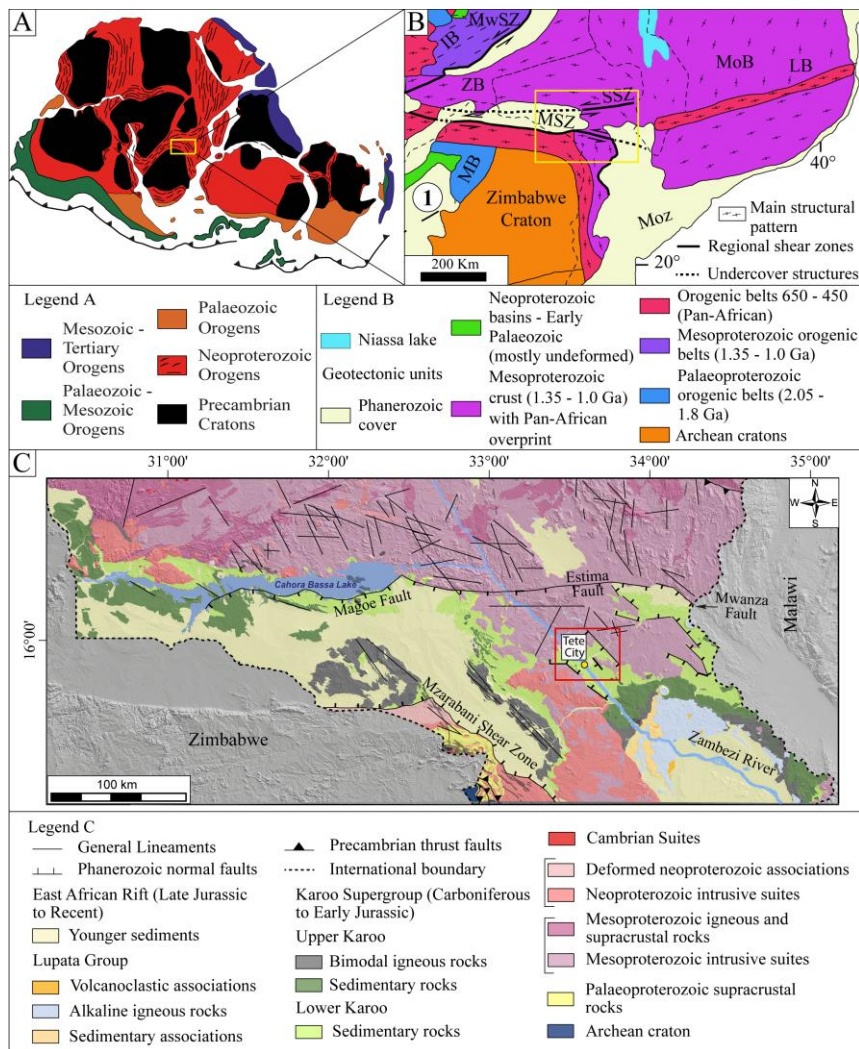 A
B
MwSZ
IB
ZB
MoB
LB
SSZ
MSZ
MB
1
Zimbabwe
Craton
Moz
40°
20°
200 Km
Main structural
pattern
Regional shear zones
Undercover structures
Legend A
Mesozoic -
Tertiary
Orogens
Palaeozoic -
Mesozoic
Orogens
Palaeozoic
Orogens
Neoproterozoic
Orogens
Precambrian
Cratons
Legend B
Niassa lake
Geotectonic units
Phanerozoic
cover
Neoproterozoic
basins - Early
Palaeozoic
(mostly undeformed)
Mesoproterozoic
crust (1.35 - 1.0 Ga)
with Pan-African
overprint
Orogenic belts 650 - 450
(Pan-African)
Mesoproterozoic orogenic
belts (1.35 - 1.0 Ga)
Palaeoproterozoic
orogenic belts (2.05 -
1.8 Ga)
Archean cratons
C
31°00'
32°00'
33°00'
34°00'
35°00'
N
W E
S
16°00'
Cahora Bassa Lake
Magoe Fault
Estima
Fault
Mwanza
Fault
Malawi
Tete
City
Mzarabani Shear Zone
Zimbabwe
Zambezi River
100 km
Legend C
General Lineaments
Phanerozoic normal faults
East African Rift (Late Jurassic
to Recent)
Younger sediments
Lupata Group
Volcanoclastic associations
Alkaline igneous rocks
Sedimentary associations
Precambrian thrust faults
International boundary
Karoo Supergroup (Carboniferous
to Early Jurassic)
Upper Karoo
Bimodal igneous rocks
Sedimentary rocks
Lower Karoo
Sedimentary rocks
Cambrian Suites
Deformed neoproterozoic associations
Neoproterozoic intrusive suites
Mesoproterozoic igneous and
supracrustal rocks
Mesoproterozoic intrusive suites
Palaeoproterozoic supracrustal
rocks
Archean craton